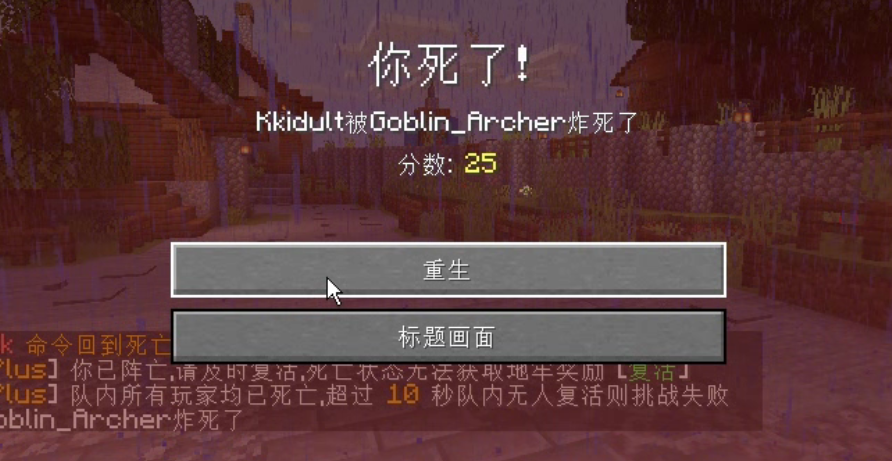 你死了!
Kkidult被Goblin_Archer炸死了
分数: 25
重生
标题画面
k 命令回到死亡
Plus] 你已阵亡,请及时复活,死亡状态无法获取地牢奖励 [复活]
Plus] 队内所有玩家均已死亡,超过 10 秒队内无人复活则挑战失败
oblin_Archer炸死了